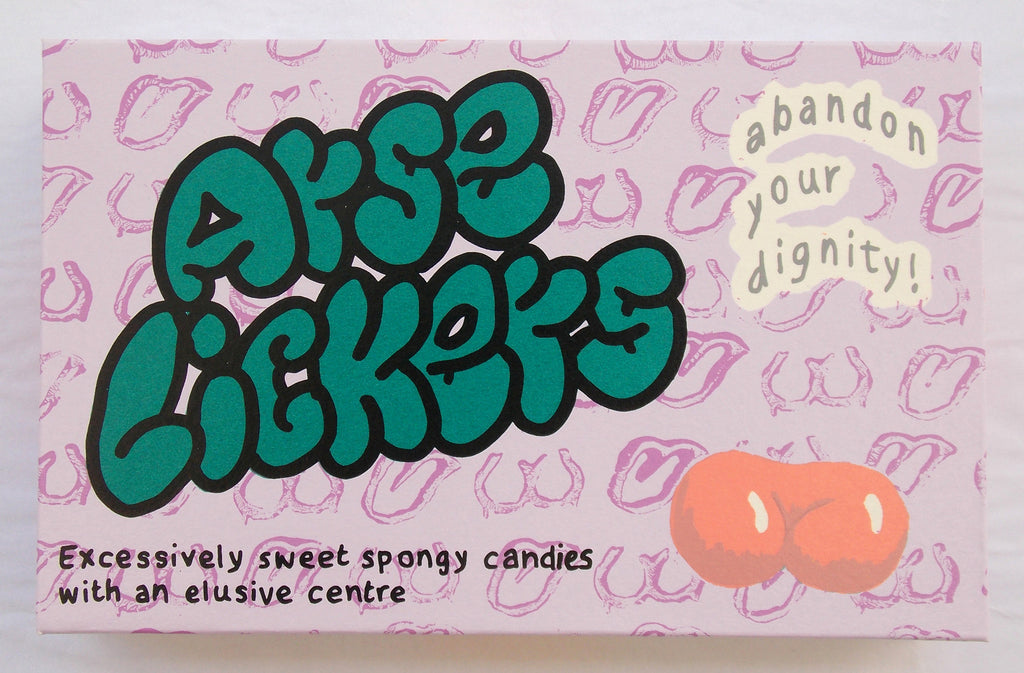 Arse
Lickers
abandon
your
dignity!
Excessively sweet spongy candies
with an elusive centre